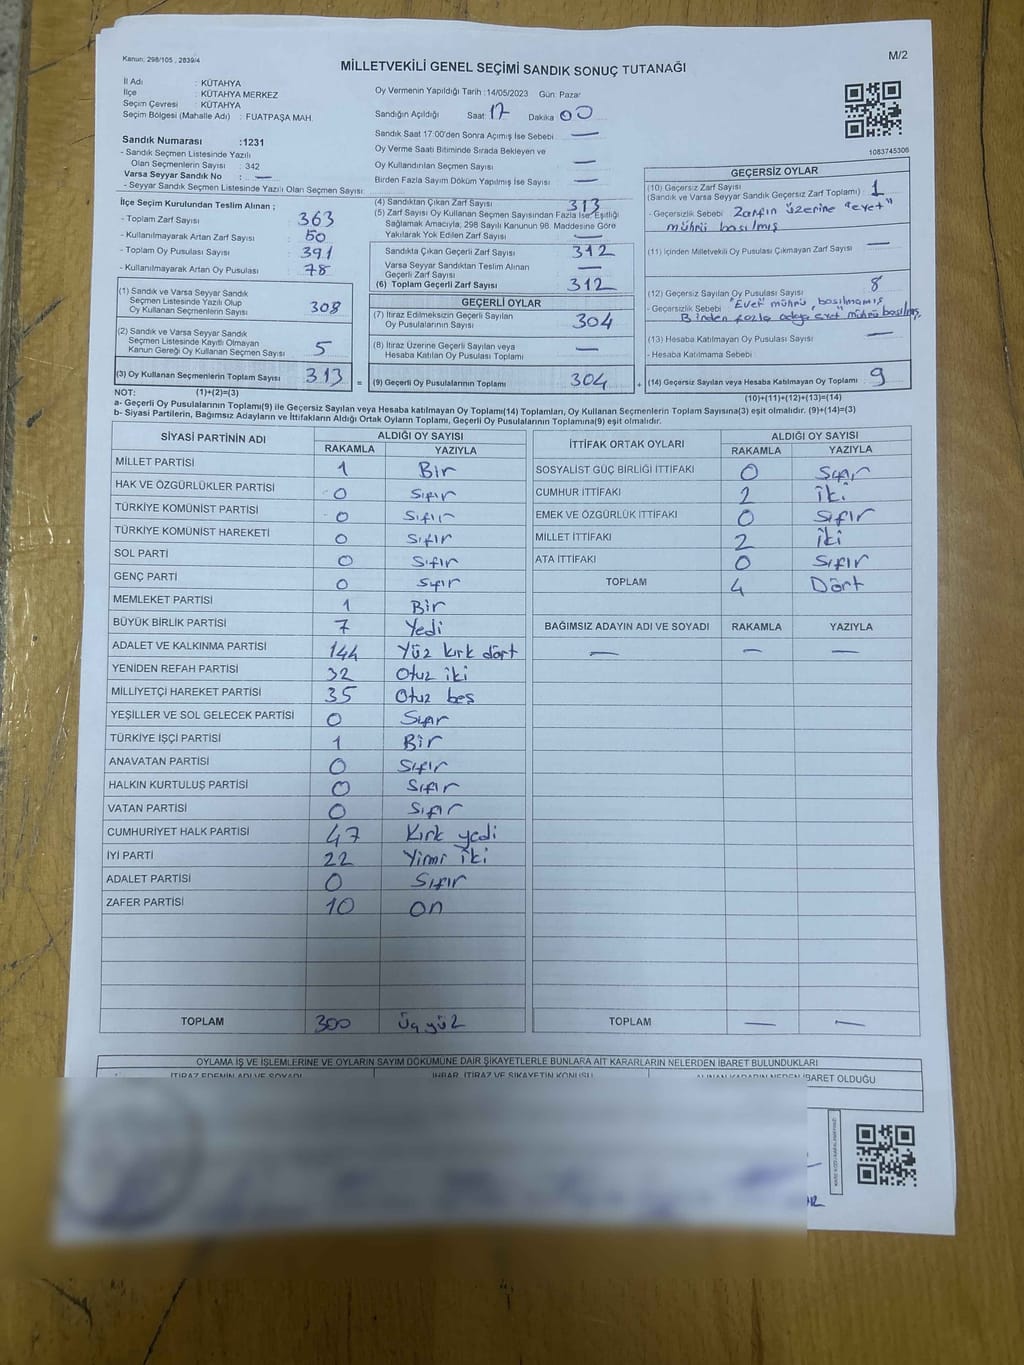 Kanun: 298/105 , 2839/4
M/2
MİLLETVEKİLİ GENEL SEÇİMİ SANDIK SONUÇ TUTANAĞI
İl Adı : KÜTAHYA
İlçe : KÜTAHYA MERKEZ
Seçim Çevresi : KÜTAHYA
Seçim Bölgesi (Mahalle Adı) : FUATPAŞA MAH.
Sandık Numarası :1231
- Sandık Seçmen Listesinde Yazılı
Olan Seçmenlerin Sayısı : 342
Varsa Seyyar Sandık No : —
- Seyyar Sandık Seçmen Listesinde Yazılı Olan Seçmen Sayısı:
Oy Vermenin Yapıldığı Tarih :14/05/2023 Gün: Pazar
Sandığın Açıldığı Saat: 17 Dakika 00
Sandık Saat 17:00'den Sonra Açımış İse Sebebi —
Oy Verme Saati Bitiminde Sırada Bekleyen ve
Oy Kullandırılan Seçmen Sayısı —
Birden Fazla Sayım Döküm Yapılmış İse Sayısı —
1083745306
İlçe Seçim Kurulundan Teslim Alınan ;
- Toplam Zarf Sayısı 363
- Kullanılmayarak Artan Zarf Sayısı 50
- Toplam Oy Pusulası Sayısı 391
- Kullanılmayarak Artan Oy Pusulası 78
(1) Sandık ve Varsa Seyyar Sandık
Seçmen Listesinde Yazılı Olup
Oy Kullanan Seçmenlerin Sayısı 308
(2) Sandık ve Varsa Seyyar Sandık
Seçmen Listesinde Kayıtlı Olmayan
Kanun Gereği Oy Kullanan Seçmen Sayısı 5
(3) Oy Kullanan Seçmenlerin Toplam Sayısı 313 =
(4) Sandıktan Çıkan Zarf Sayısı 313
(5) Zarf Sayısı Oy Kullanan Seçmen Sayısından Fazla İse, Eşitliği
Sağlamak Amacıyla, 298 Sayılı Kanunun 98. Maddesine Göre
Yakılarak Yok Edilen Zarf Sayısı —
Sandıkta Çıkan Geçerli Zarf Sayısı 312
Varsa Seyyar Sandıktan Teslim Alınan
Geçerli Zarf Sayısı —
(6) Toplam Geçerli Zarf Sayısı 312
GEÇERLİ OYLAR
(7) İtiraz Edilmeksizin Geçerli Sayılan
Oy Pusulalarının Sayısı 304
(8) İtiraz Üzerine Geçerli Sayılan veya
Hesaba Katılan Oy Pusulası Toplamı —
(9) Geçerli Oy Pusulalarının Toplamı 304 +
GEÇERSİZ OYLAR
(10) Geçersiz Zarf Sayısı
(Sandık ve Varsa Seyyar Sandık Geçersiz Zarf Toplamı) : 1
- Geçersizlik Sebebi Zarfın üzerine "evet"
mührü basılmış
(11) İçinden Milletvekili Oy Pusulası Çıkmayan Zarf Sayısı —
(12) Geçersiz Sayılan Oy Pusulası Sayısı 8
- Geçersizlik Sebebi "Evet" mührü basılmamış
Birden fazla adaya evet mührü basılmış
(13) Hesaba Katılmayan Oy Pusulası Sayısı —
- Hesaba Katılmama Sebebi
(14) Geçersiz Sayılan veya Hesaba Katılmayan Oy Toplamı 9
NOT: (1)+(2)=(3)
(10)+(11)+(12)+(13)=(14)
a- Geçerli Oy Pusulasının Toplamı(9) ile Geçersiz Sayılan veya Hesaba katılmayan Oy Toplamı(14) Toplamları, Oy Kullanan Seçmenlerin Toplam Sayısına(3) eşit olmalıdır. (9)+(14)=(3)
b- Siyasi Partilerin, Bağımsız Adayların ve İttifakların Aldığı Ortak Oyların Toplamı, Geçerli Oy Pusulalarının Toplamına(9) eşit olmalıdır.
SİYASİ PARTİNİN ADI ALDIĞI OY SAYISI
RAKAMLA YAZIYLA
MİLLET PARTİSİ 1 Bir
HAK VE ÖZGÜRLÜKLER PARTİSİ 0 Sıfır
TÜRKİYE KOMÜNİST PARTİSİ 0 Sıfır
TÜRKİYE KOMÜNİST HAREKETİ 0 Sıfır
SOL PARTİ 0 Sıfır
GENÇ PARTİ 0 Sıfır
MEMLEKET PARTİSİ 1 Bir
BÜYÜK BİRLİK PARTİSİ 7 Yedi
ADALET VE KALKINMA PARTİSİ 144 Yüz kırk dört
YENİDEN REFAH PARTİSİ 32 Otuz iki
MİLLİYETÇİ HAREKET PARTİSİ 35 Otuz beş
YEŞİLLER VE SOL GELECEK PARTİSİ 0 Sıfır
TÜRKİYE İŞÇİ PARTİSİ 1 Bir
ANAVATAN PARTİSİ 0 Sıfır
HALKIN KURTULUŞ PARTİSİ 0 Sıfır
VATAN PARTİSİ 0 Sıfır
CUMHURİYET HALK PARTİSİ 47 Kırk yedi
İYİ PARTİ 22 Yirmi iki
ADALET PARTİSİ 0 Sıfır
ZAFER PARTİSİ 10 on
TOPLAM 300 Üç yüz
İTTİFAK ORTAK OYLARI ALDIĞI OY SAYISI
RAKAMLA YAZIYLA
SOSYALİST GÜÇ BİRLİĞİ İTTİFAKI 0 Sıfır
CUMHUR İTTİFAKI 2 iki
EMEK VE ÖZGÜRLÜK İTTİFAKI 0 Sıfır
MİLLET İTTİFAKI 2 iki
ATA İTTİFAKI 0 Sıfır
TOPLAM 4 Dört
BAĞIMSIZ ADAYIN ADI VE SOYADI RAKAMLA YAZIYLA
— — —
TOPLAM — —
OYLAMA İŞ VE İŞLEMLERİNE VE OYLARIN SAYIM DÖKÜMÜNE DAİR ŞİKAYETLERLE BUNLARA AİT KARARLARIN NELERDEN İBARET BULUNDUKLARI
İTİRAZ EDENİN ADI VE SOYADI İHBAR, İTİRAZ VE ŞİKAYETİN KONUSU ALINAN KARARIN NEDEN İBARET OLDUĞU